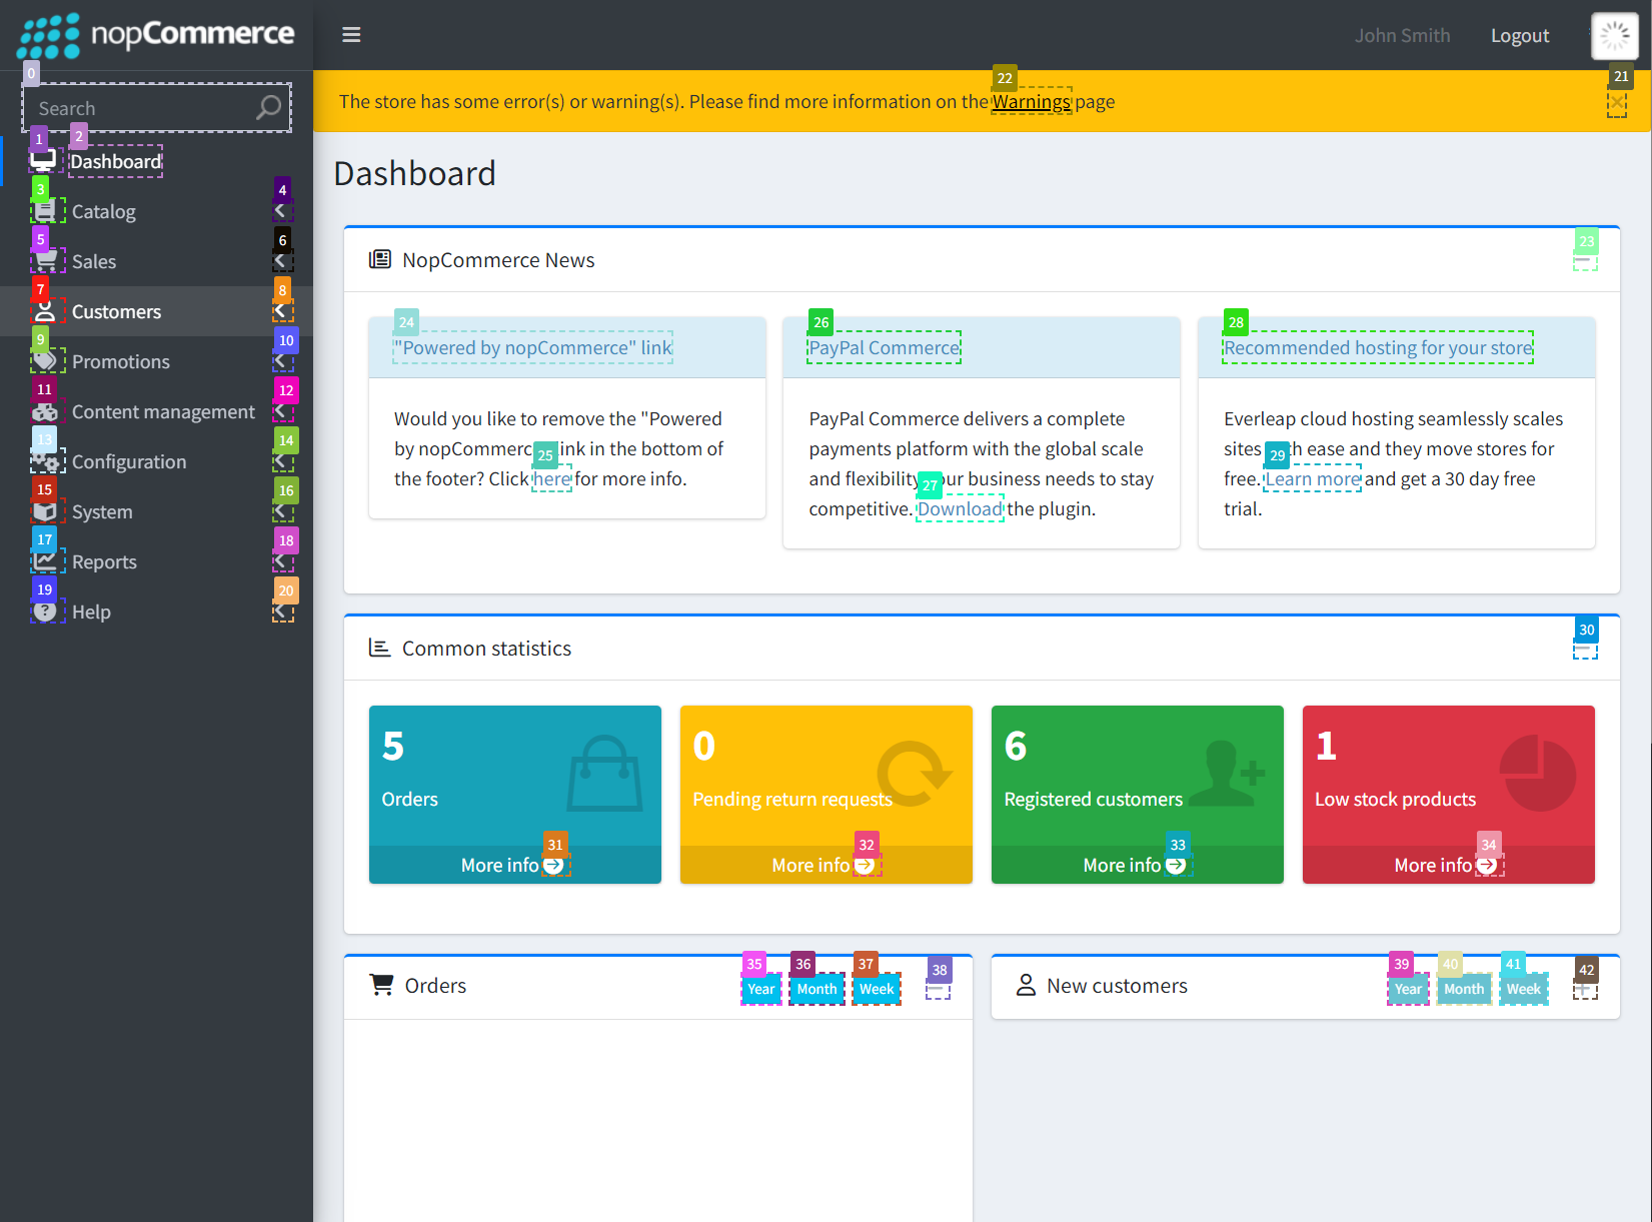 nopCommerce
John Smith
Logout
0
21
22
The store has some error(s) or warning(s). Please find more information on the Warnings page
Search
1
2
Dashboard
3
4
Catalog
5
6
Sales
7
8
Customers
9
10
Promotions
11
12
Content management
13
14
Configuration
15
16
System
17
18
Reports
19
20
Help
Dashboard
NopCommerce News
23
24
"Powered by nopCommerce" link
Would you like to remove the "Powered
by nopCommerc link in the bottom of
25
the footer? Click here for more info.
26
PayPal Commerce
PayPal Commerce delivers a complete
payments platform with the global scale
and flexibility your business needs to stay
27
competitive. Download the plugin.
28
Recommended hosting for your store
Everleap cloud hosting seamlessly scales
sites with ease and they move stores for
29
free. Learn more and get a 30 day free
trial.
Common statistics
30
5
Orders
31
More info
0
Pending return requests
32
More info
6
Registered customers
33
More info
1
Low stock products
34
More info
Orders
35
36
37
38
Year
Month
Week
New customers
39
40
41
42
Year
Month
Week